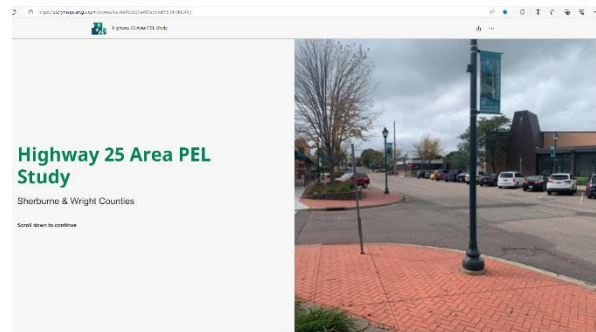 Highway 25 Area PEL Study
Highway 25 Area PEL
Study
Sherburne & Wright Counties
Scroll down to continue